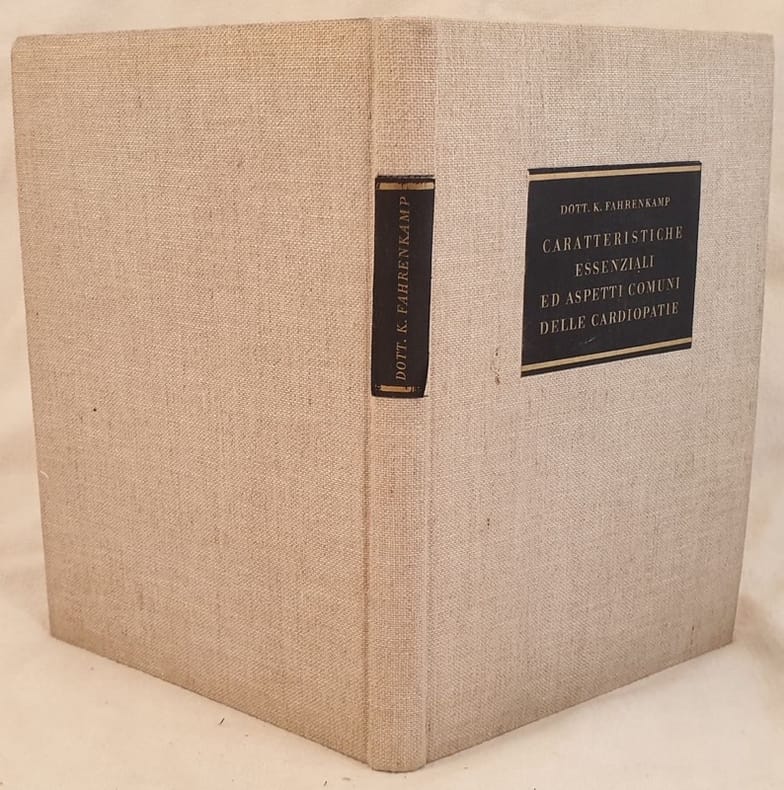 DOTT. K. FAHRENKAMP
DOTT. K. FAHRENKAMP
CARATTERISTICHE
ESSENZIALI
ED ASPETTI COMUNI
DELLE CARDIOPATIE